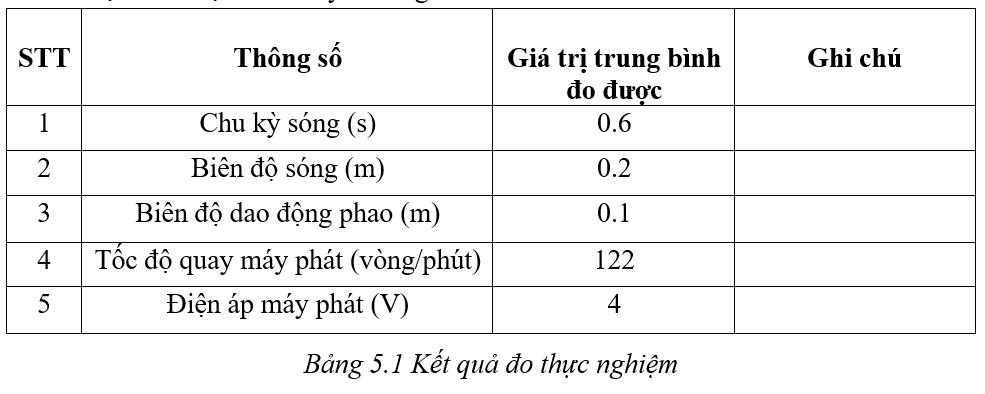 STT Thông số Giá trị trung bình đo được Ghi chú
1 Chu kỳ sóng (s) 0.6
2 Biên độ sóng (m) 0.2
3 Biên độ dao động phao (m) 0.1
4 Tốc độ quay máy phát (vòng/phút) 122
5 Điện áp máy phát (V) 4
Bảng 5.1 Kết quả đo thực nghiệm